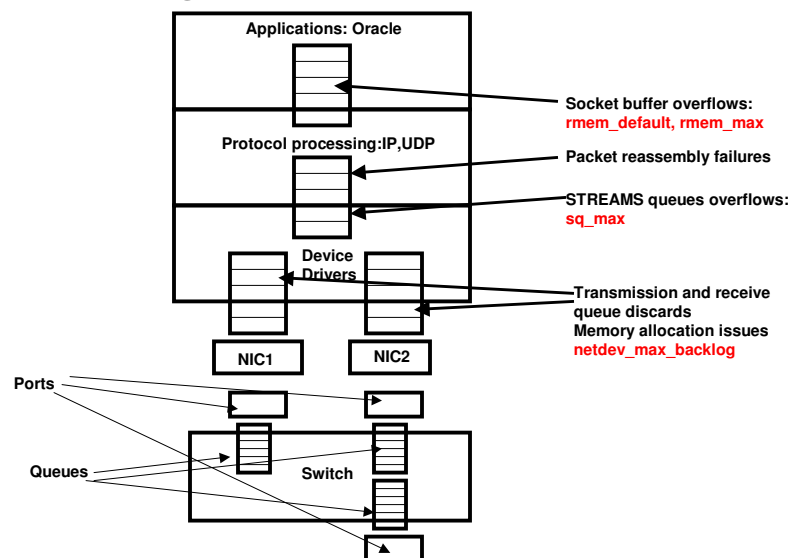 Applications: Oracle
Socket buffer overflows:
rmem_default, rmem_max
Protocol processing:IP,UDP
Packet reassembly failures
STREAMS queues overflows:
sq_max
Device
Drivers
Transmission and receive
queue discards
Memory allocation issues
netdev_max_backlog
NIC1
NIC2
Ports
Queues
Switch